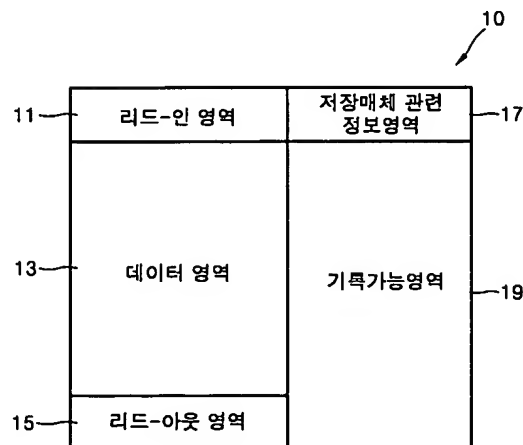 10
11
리드-인 영역
저장매체 관련
정보영역
17
13
데이터 영역
기록가능영역
19
15
리드-아웃 영역